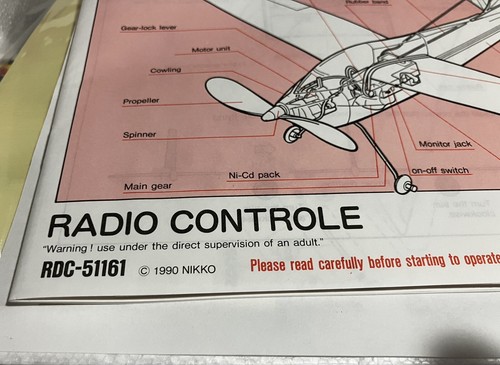 Rubber band
Gear-lock lever
Motor unit
Cowling
Propeller
Spinner
Monitor jack
Ni-Cd pack
on-off switch
Main gear
RADIO CONTROLE
"Warning ! use under the direct supervision of an adult."
RDC-51161 © 1990 NIKKO
Please read carefully before starting to operate